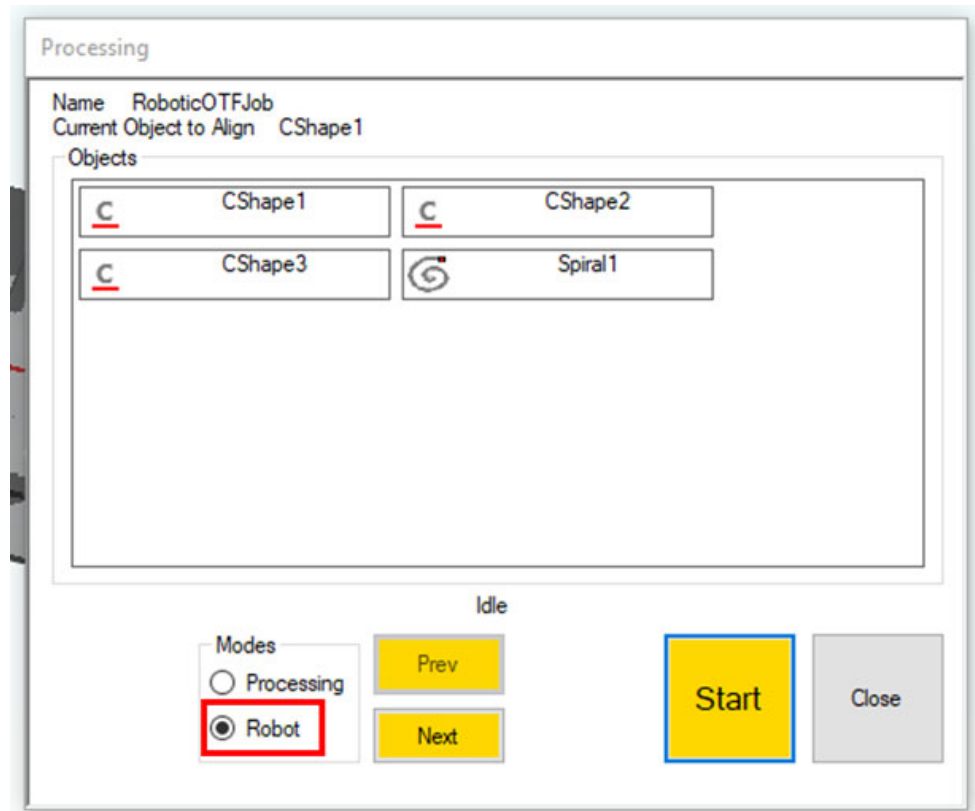 Processing
Name RoboticOTFJob
Current Object to Align CShape1
Objects
C CShape1
C CShape2
C CShape3
Spiral1
Idle
Modes
Processing
Robot
Prev
Next
Start
Close